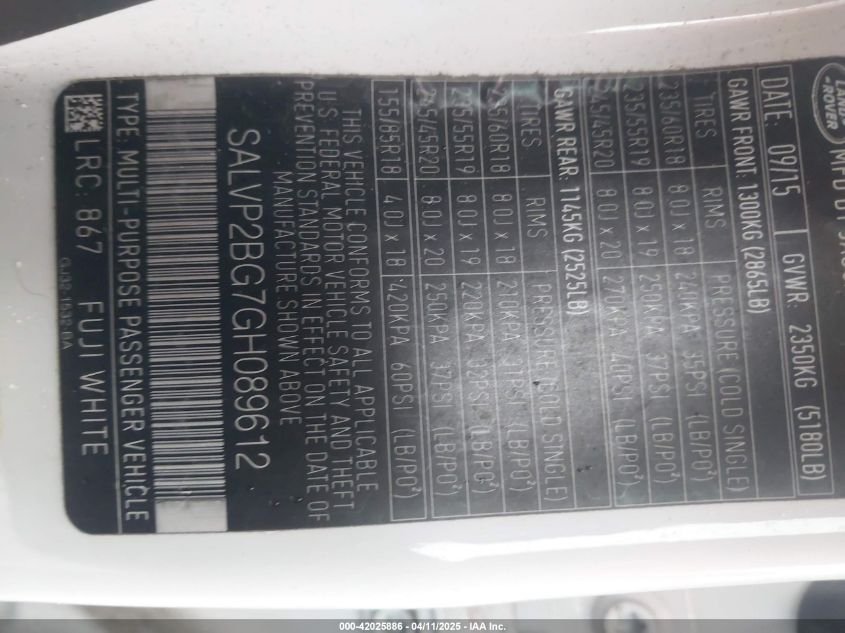 LAND-
ROVER
MFD BY
DATE: 09/15 GVWR: 2350KG (5180LB)
GAWR FRONT: 1300KG (2865LB)
TIRES RIMS PRESSURE (COLD SINGLE)
235/60R18 8.0J x 18 240KPA 35PSI (LB/PO²)
235/55R19 8.0J x 19 250KPA 37PSI (LB/PO²)
245/45R20 8.0J x 20 270KPA 40PSI (LB/PO²)
GAWR REAR: 1145KG (2525LB)
TIRES RIMS PRESSURE (COLD SINGLE)
235/60R18 8.0J x 18 210KPA 31PSI (LB/PO²)
235/55R19 8.0J x 19 220KPA 32PSI (LB/PO²)
245/45R20 8.0J x 20 250KPA 37PSI (LB/PO²)
155/85R18 4.0J x 18 *420KPA 60PSI (LB/PO²)
THIS VEHICLE CONFORMS TO ALL APPLICABLE
U.S. FEDERAL MOTOR VEHICLE SAFETY AND THEFT
PREVENTION STANDARDS IN EFFECT ON THE DATE OF
MANUFACTURE SHOWN ABOVE
SALVP2BG7GH089612
TYPE: MULTI-PURPOSE PASSENGER VEHICLE
LRC: 867 FUJI WHITE
GJ32-1532-DA
000-42025886 - 04/11/2025 - IAA Inc.